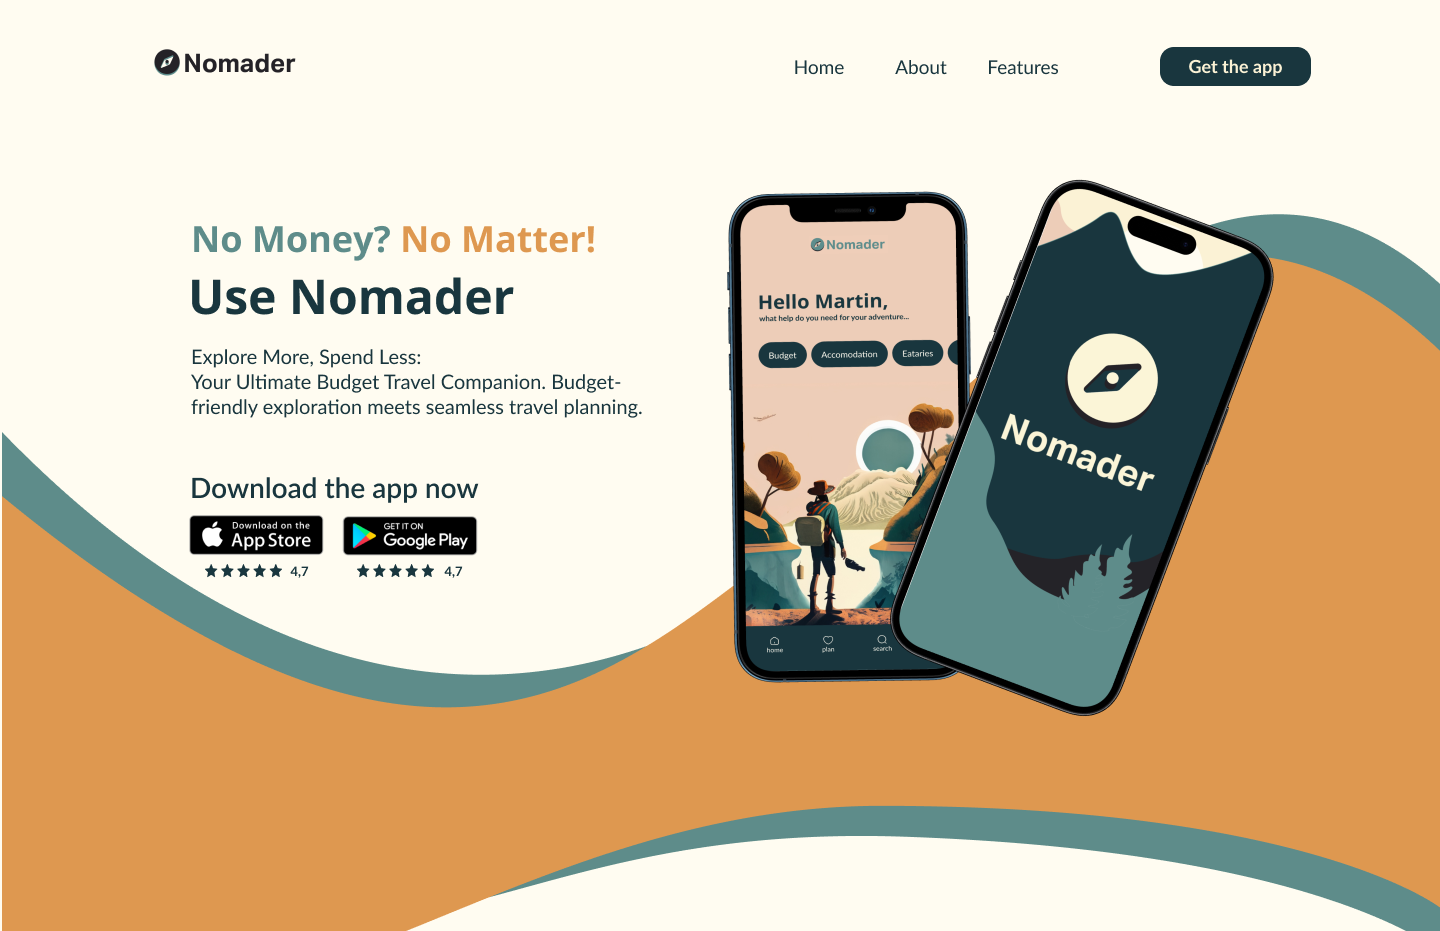 Nomader
Home About Features Get the app
No Money? No Matter!
Use Nomader
Explore More, Spend Less:
Your Ultimate Budget Travel Companion. Budget-
friendly exploration meets seamless travel planning.
Download the app now
Download on the
App Store
GET IT ON
Google Play
4,7
4,7
Nomader
Hello Martin,
what help do you need for your adventure...
Budget Accomodation Eataries
home plan search
Nomader